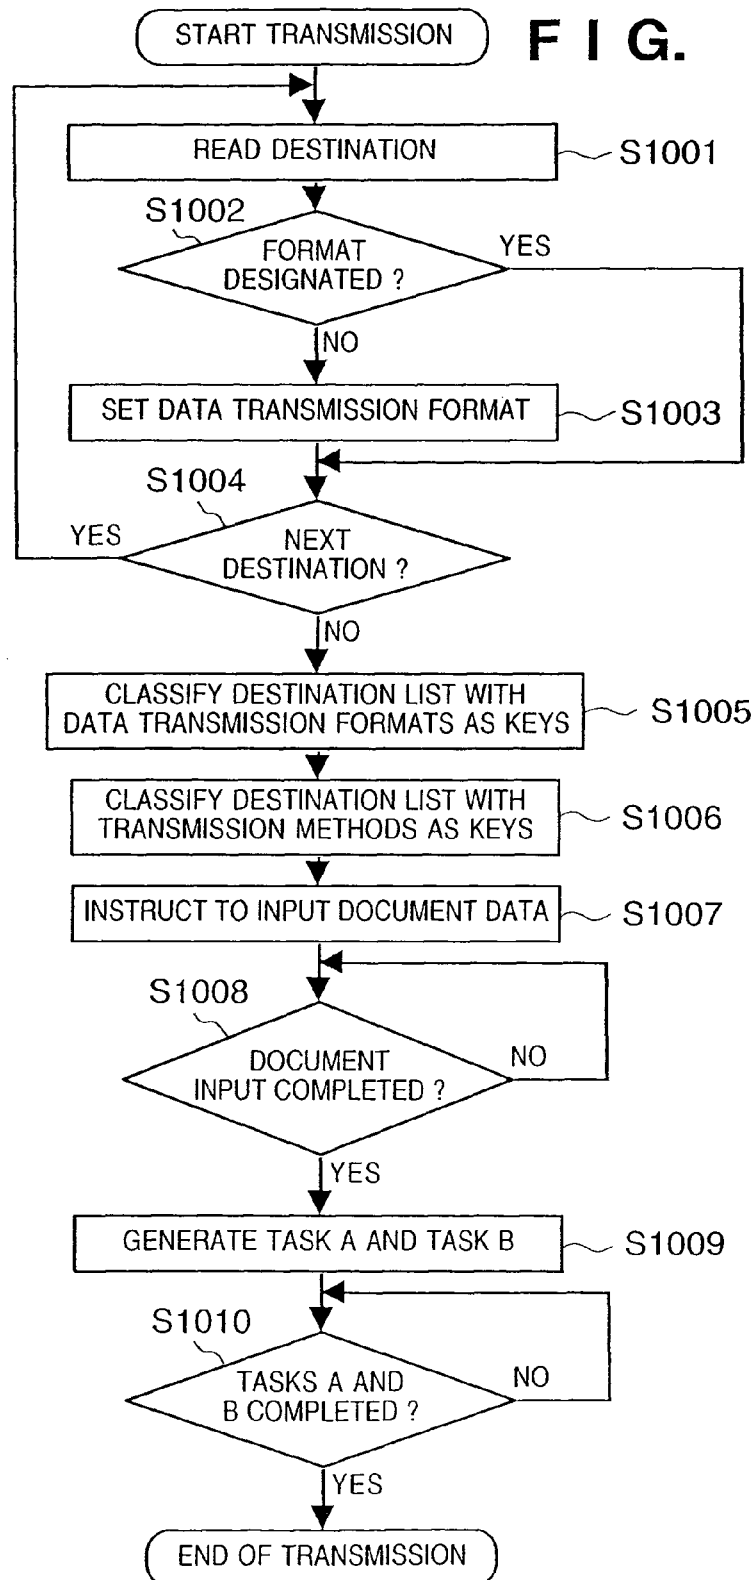 START TRANSMISSION
F I G.
READ DESTINATION
S1001
S1002
FORMAT
DESIGNATED ?
YES
NO
SET DATA TRANSMISSION FORMAT
S1003
S1004
YES
NEXT
DESTINATION ?
NO
CLASSIFY DESTINATION LIST WITH
DATA TRANSMISSION FORMATS AS KEYS
S1005
CLASSIFY DESTINATION LIST WITH
TRANSMISSION METHODS AS KEYS
S1006
INSTRUCT TO INPUT DOCUMENT DATA
S1007
S1008
DOCUMENT
INPUT COMPLETED ?
NO
YES
GENERATE TASK A AND TASK B
S1009
S1010
TASKS A AND
B COMPLETED ?
NO
YES
END OF TRANSMISSION